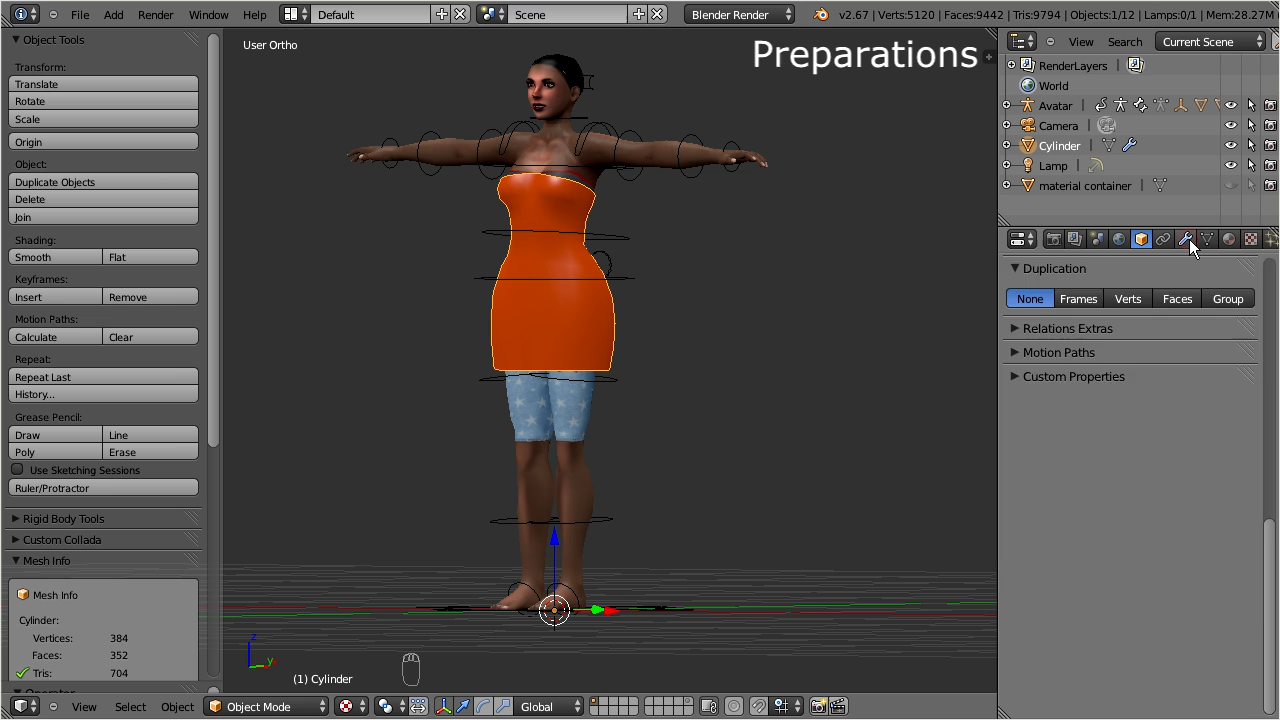 File Add Render Window Help Default Scene Blender Render v2.67 | Verts:5120 | Faces:9442 | Tris:9794 | Objects:1/12 | Lamps:0/1 | Mem:28.27M
Object Tools
Transform:
Translate
Rotate
Scale
Origin
Object:
Duplicate Objects
Delete
Join
Shading:
Smooth Flat
Keyframes:
Insert Remove
Motion Paths:
Calculate Clear
Repeat:
Repeat Last
History...
Grease Pencil:
Draw Line
Poly Erase
Use Sketching Sessions
Ruler/Protractor
Rigid Body Tools
Custom Collada
Mesh Info
Mesh Info
Cylinder:
Vertices: 384
Faces: 352
Tris: 704
Operator
User Ortho
Preparations
z
y
(1) Cylinder
View Select Object Object Mode Global
View Search Current Scene
RenderLayers |
World
Avatar |
Camera |
Cylinder |
Lamp |
material container |
Duplication
None Frames Verts Faces Group
Relations Extras
Motion Paths
Custom Properties